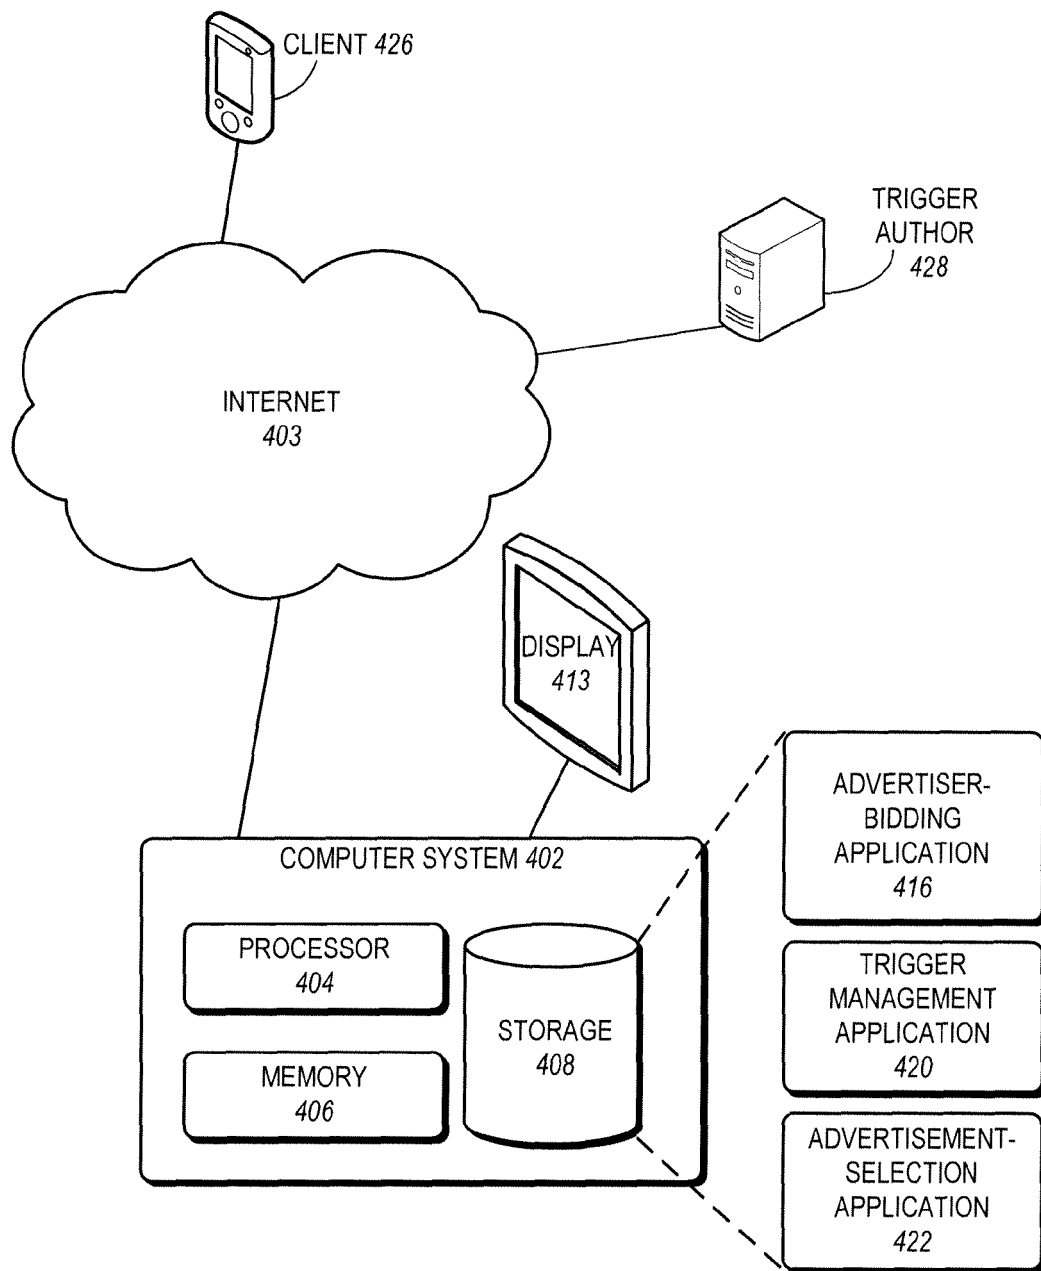 CLIENT 426
TRIGGER
AUTHOR
428
INTERNET
403
DISPLAY
413
COMPUTER SYSTEM 402
PROCESSOR
404
MEMORY
406
STORAGE
408
ADVERTISER-
BIDDING
APPLICATION
416
TRIGGER
MANAGEMENT
APPLICATION
420
ADVERTISEMENT-
SELECTION
APPLICATION
422